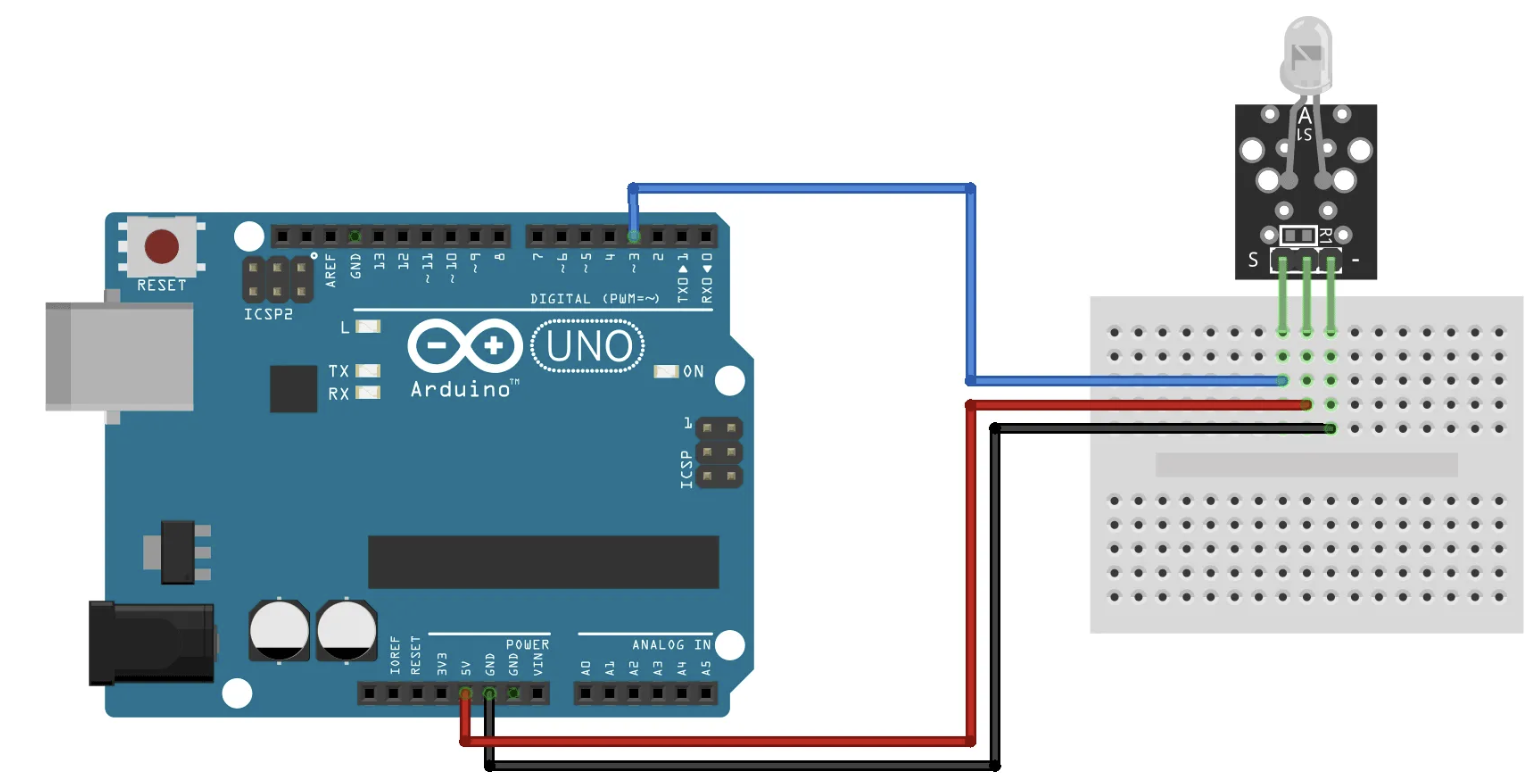 A
S1
R1
S -
RESET
ICSP2
AREF
GND
13
12
~11
~10
~9
8
7
~6
~5
4
~3
2
TX0▶1
RX0◀0
DIGITAL (PWM=~)
L
TX
RX
UNO
Arduino™
ON
1
ICSP
POWER
ANALOG IN
IOREF
RESET
3V3
5V
GND
GND
VIN
A0
A1
A2
A3
A4
A5